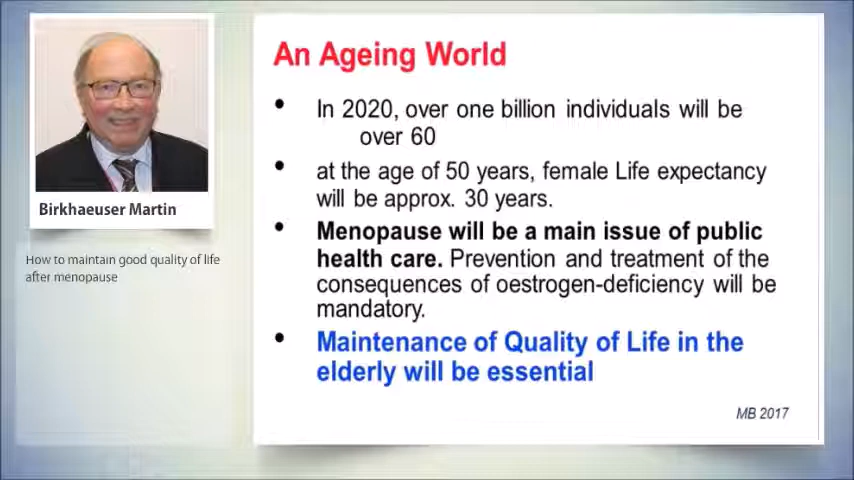 Birkhaeuser Martin
How to maintain good quality of life
after menopause
An Ageing World
• In 2020, over one billion individuals will be
over 60
• at the age of 50 years, female Life expectancy
will be approx. 30 years.
• Menopause will be a main issue of public
health care. Prevention and treatment of the
consequences of oestrogen-deficiency will be
mandatory.
• Maintenance of Quality of Life in the
elderly will be essential
MB 2017